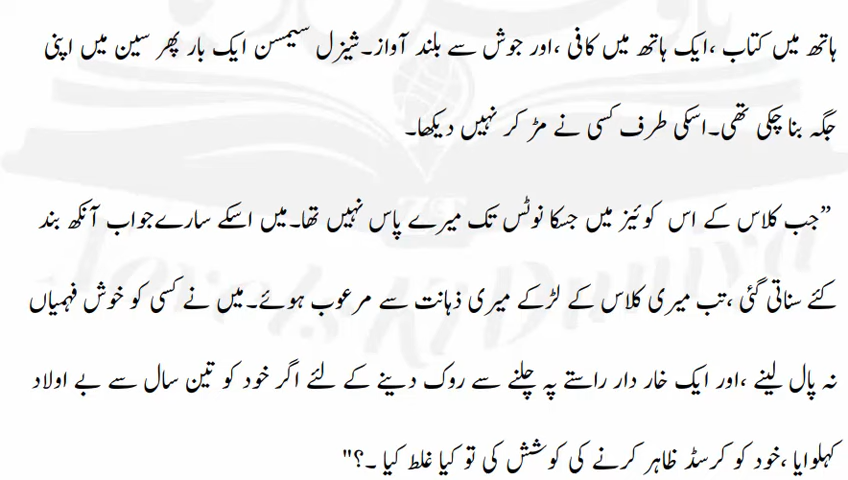 ہاتھ میں کتاب ،ایک ہاتھ میں کافی ،اور جوش سے بلند آواز۔شیزل سیمسن ایک بار پھر سین میں اپنی
جگہ بنا چکی تھی۔اسکی طرف کسی نے مڑ کر نہیں دیکھا۔
”جب کلاس کے اس کوئیز میں جسکا نوٹس تک میرے پاس نہیں تھا۔میں اسکے سارے جواب آنکھ بند
کئے سناتی گئی ،تب میری کلاس کے لڑکے میری ذہانت سے مرعوب ہوئے۔میں نے کسی کو خوش فہمیاں
نہ پال لینے ،اور ایک خار دار راستے پہ چلنے سے روک دینے کے لئے اگر خود کو تین سال سے بے اولاد
کہلوایا ،خود کو کرسڈ ظاہر کرنے کی کوشش کی تو کیا غلط کیا ۔؟"